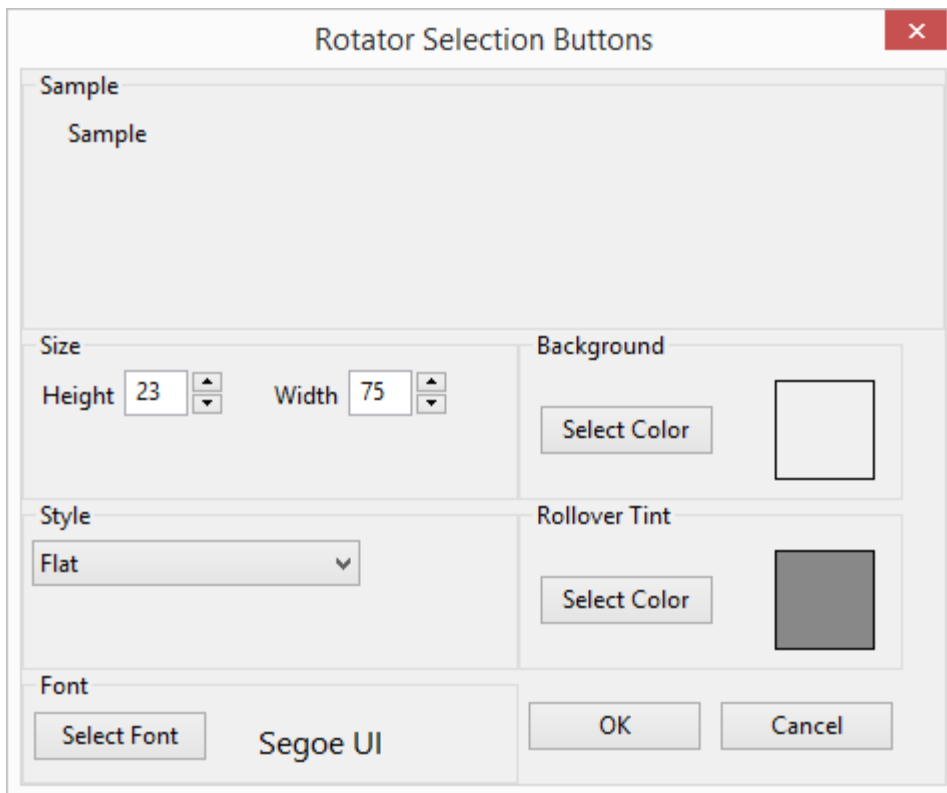 Rotator Selection Buttons
Sample
Sample
Size
Height 23 Width 75
Background
Select Color
Style
Flat
Rollover Tint
Select Color
Font
Select Font Segoe UI
OK Cancel